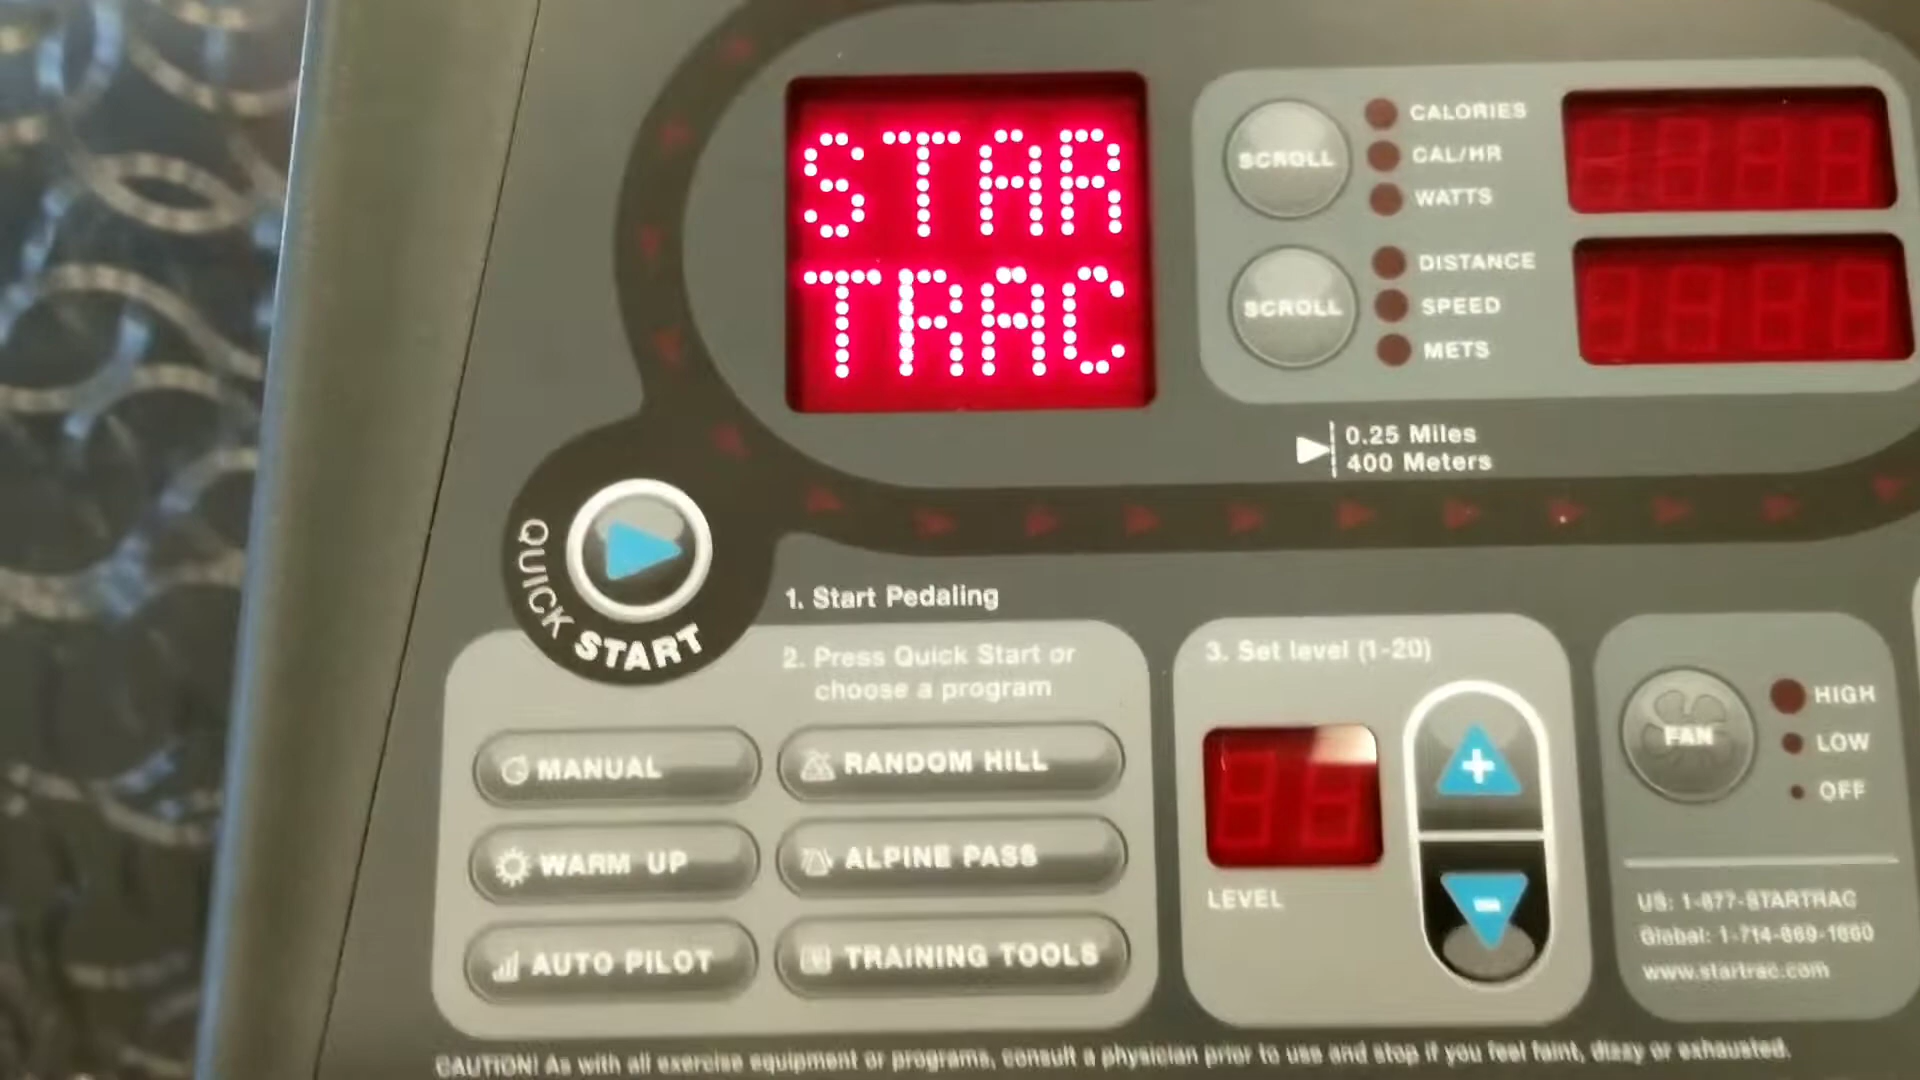 STAR
TRAC
SCROLL
CALORIES
CAL/HR
WATTS
SCROLL
DISTANCE
SPEED
METS
0.25 Miles
400 Meters
QUICK START
1. Start Pedaling
2. Press Quick Start or
choose a program
MANUAL
RANDOM HILL
WARM UP
ALPINE PASS
AUTO PILOT
TRAINING TOOLS
3. Set level (1-20)
LEVEL
+
-
FAN
HIGH
LOW
OFF
US: 1-877-STARTRAC
Global: 1-714-669-1660
www.startrac.com
CAUTION! As with all exercise equipment or programs, consult a physician prior to use and stop if you feel faint, dizzy or exhausted.